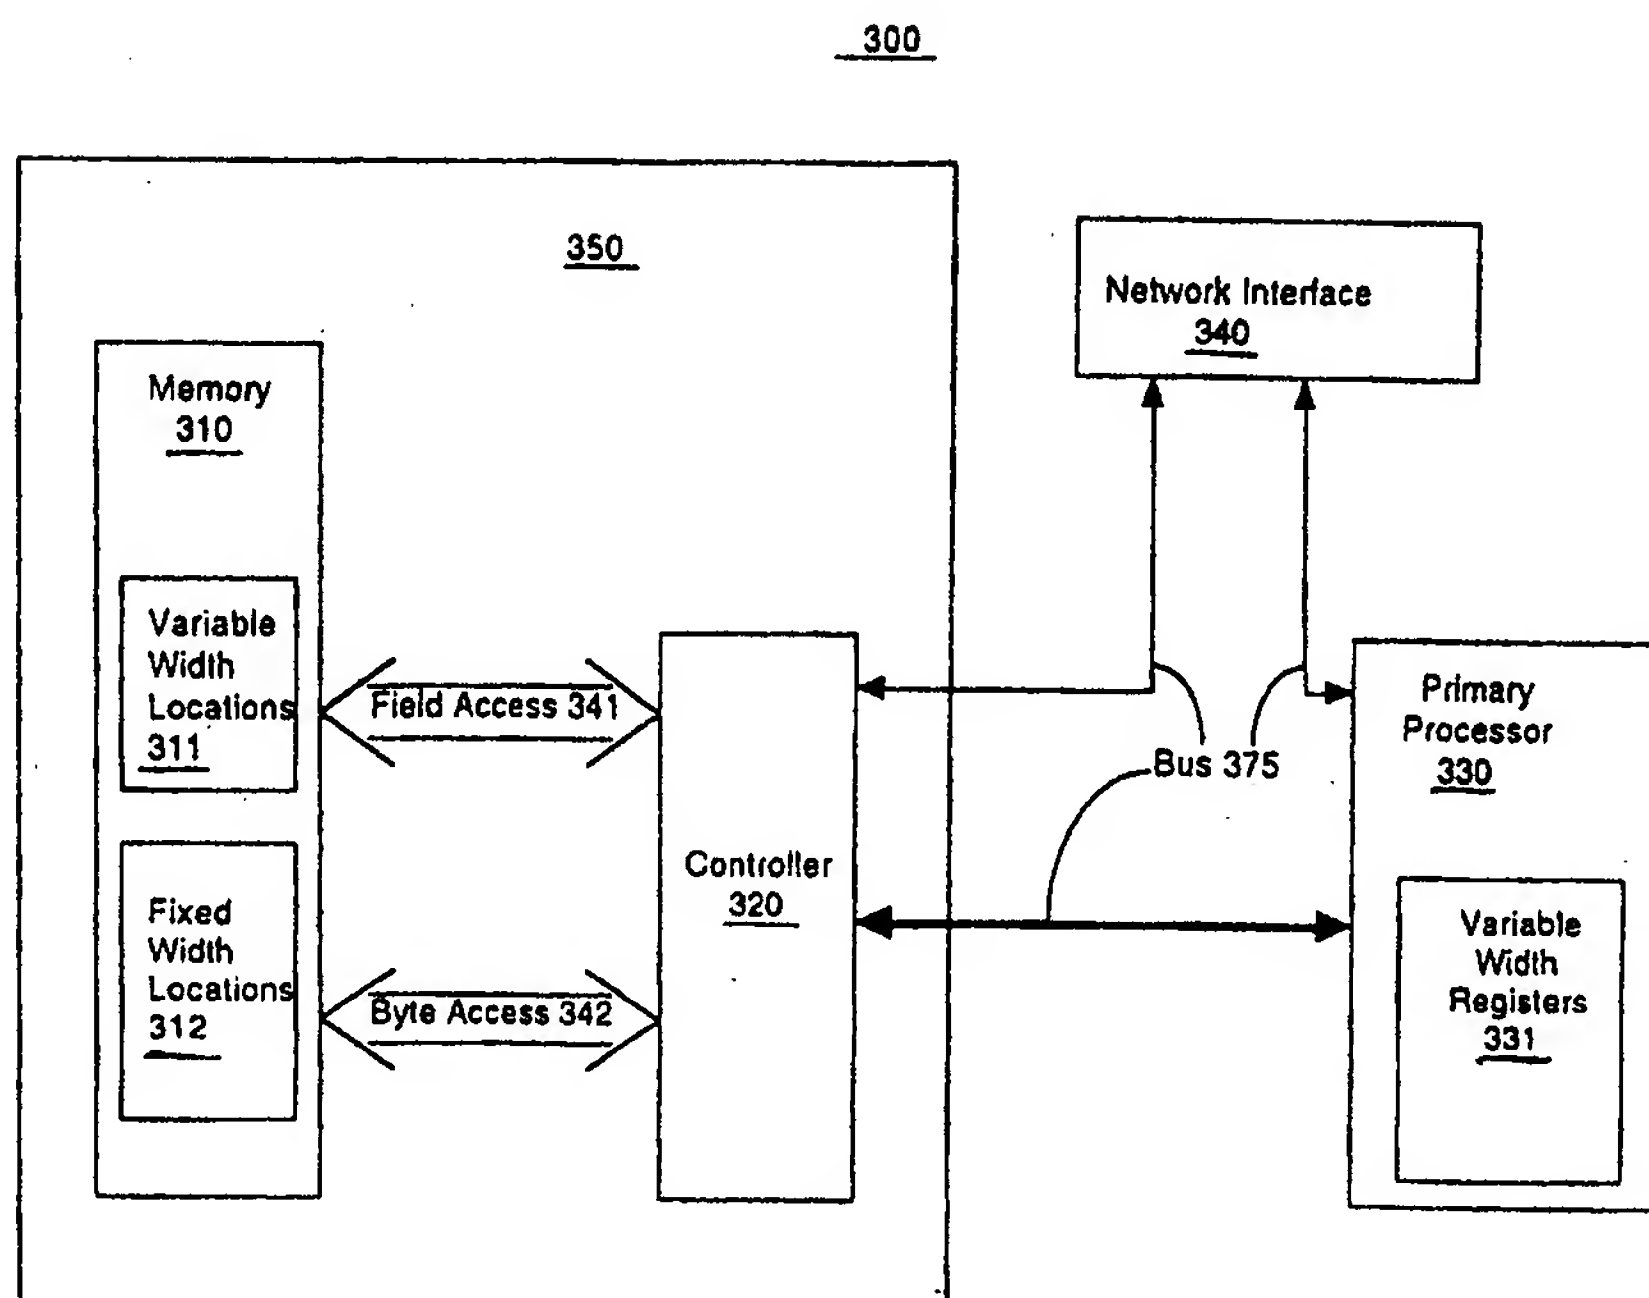 300
350
Network Interface
340
Memory
310
Variable
Width
Locations
311
Field Access 341
Primary
Processor
330
Bus 375
Controller
320
Fixed
Width
Locations
312
Byte Access 342
Variable
Width
Registers
331